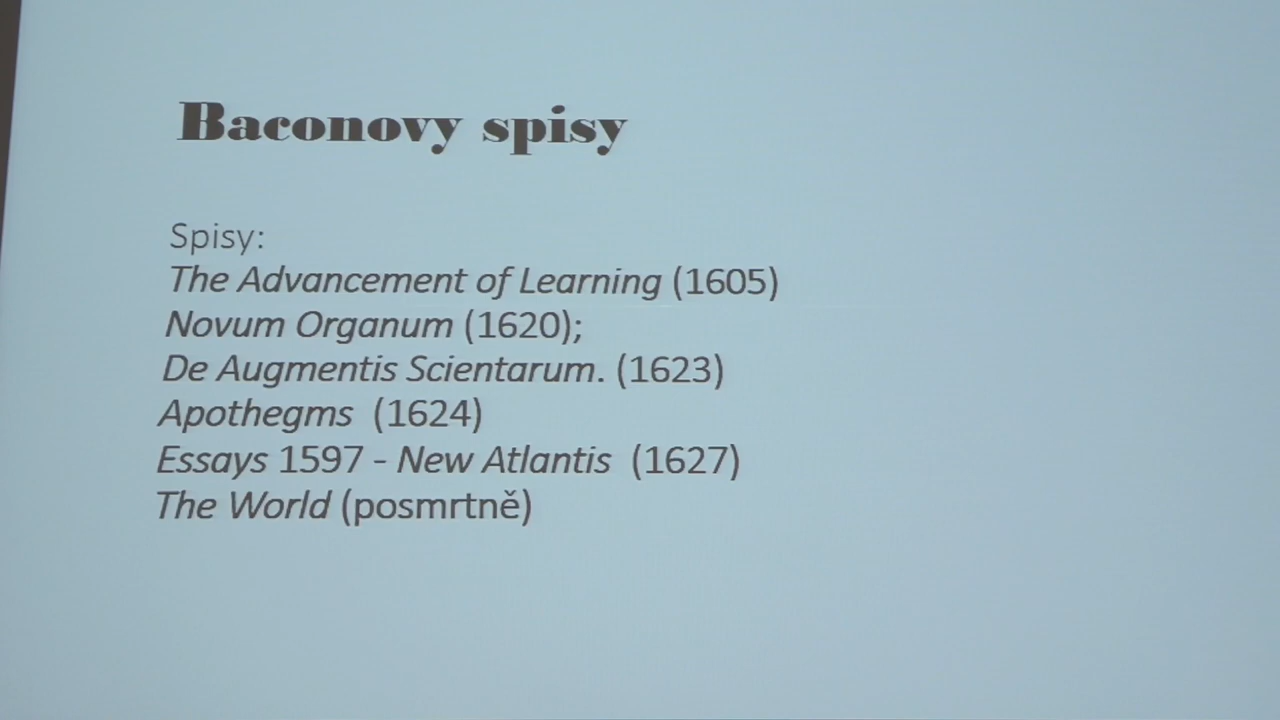 Baconovy spisy
Spisy:
The Advancement of Learning (1605)
Novum Organum (1620);
De Augmentis Scientarum. (1623)
Apothegms (1624)
Essays 1597 - New Atlantis (1627)
The World (posmrtně)